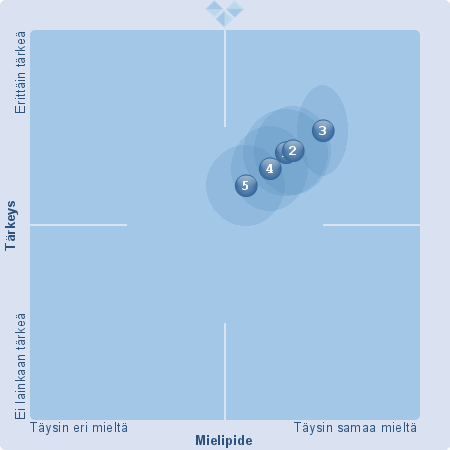 Erittäin tärkeä
Tärkeys
Ei lainkaan tärkeä
3
2
4
5
Täysin eri mieltä
Täysin samaa mieltä
Mielipide